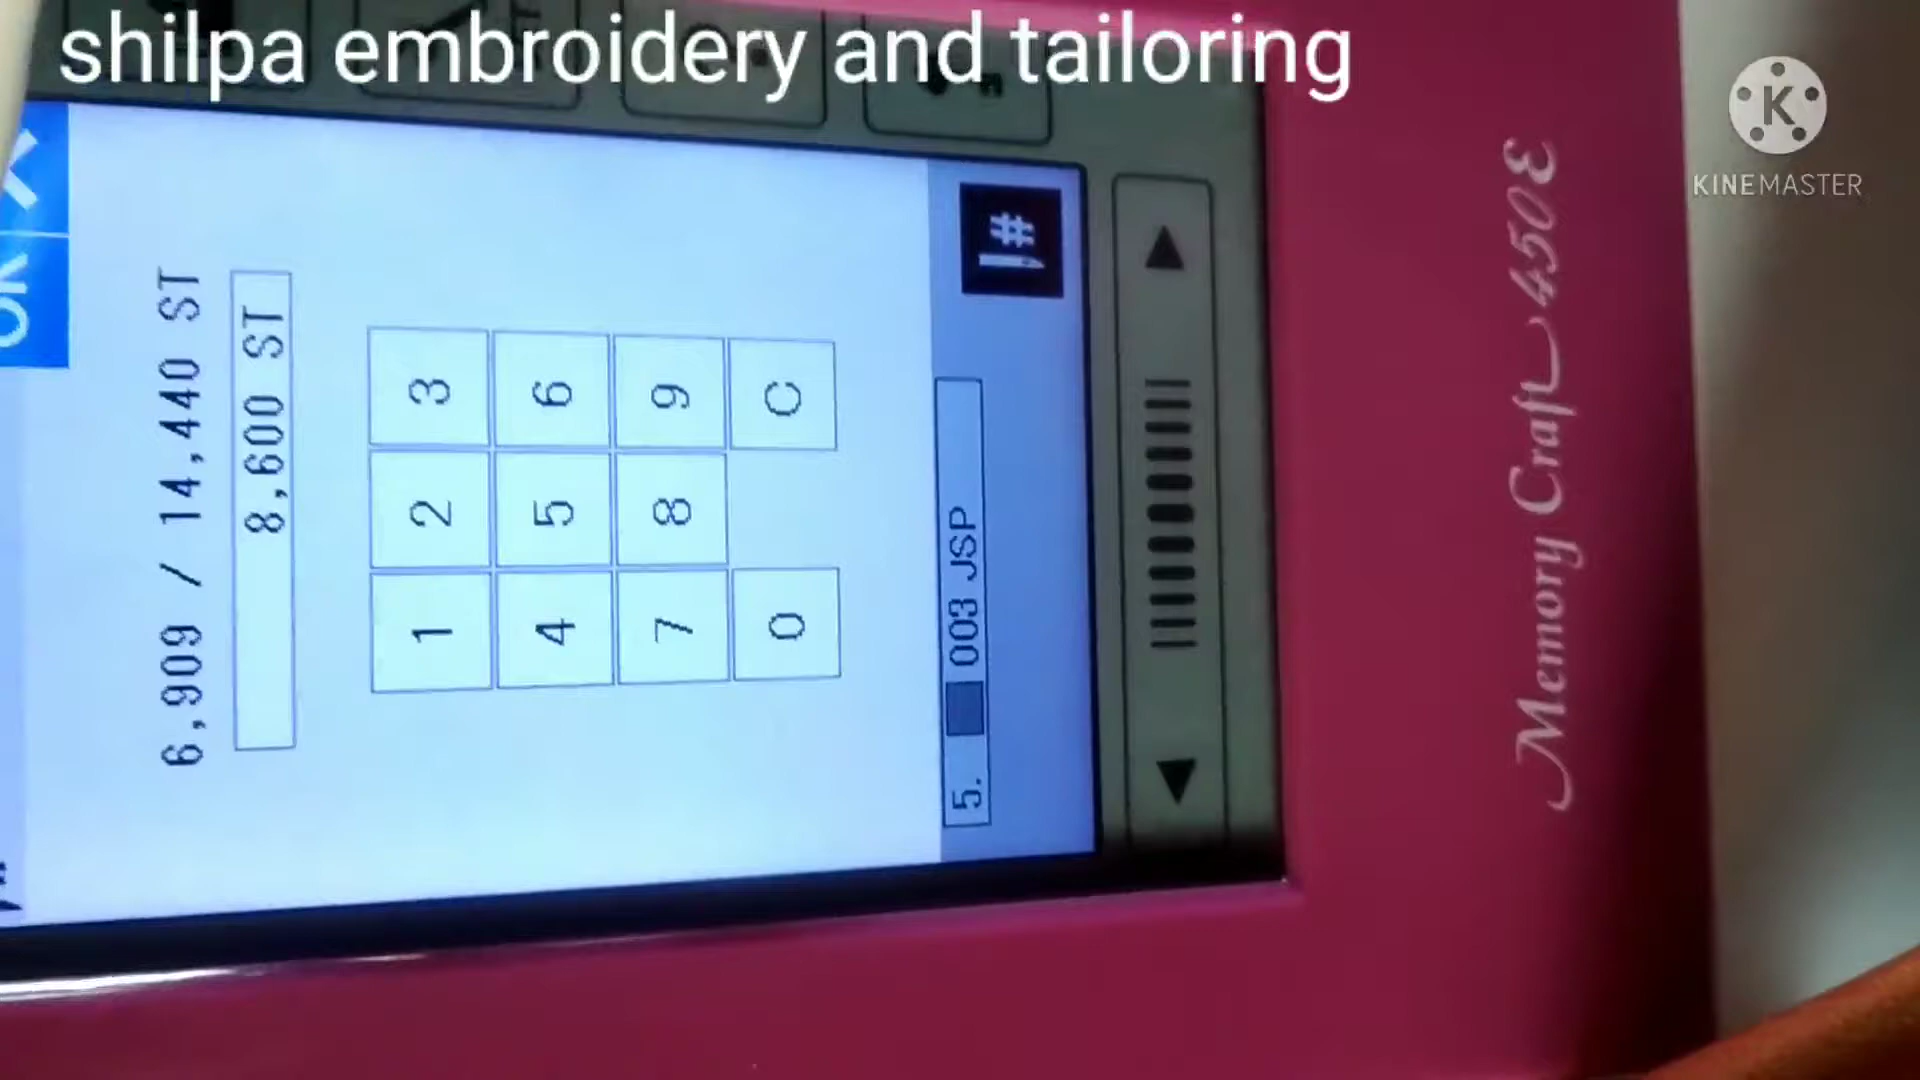 shilpa embroidery and tailoring
KINEMASTER
OK
6,909 / 14,440 ST
8,600 ST
1 2 3
4 5 6
7 8 9
0 C
5. 003 JSP
#
Memory Craft 450E